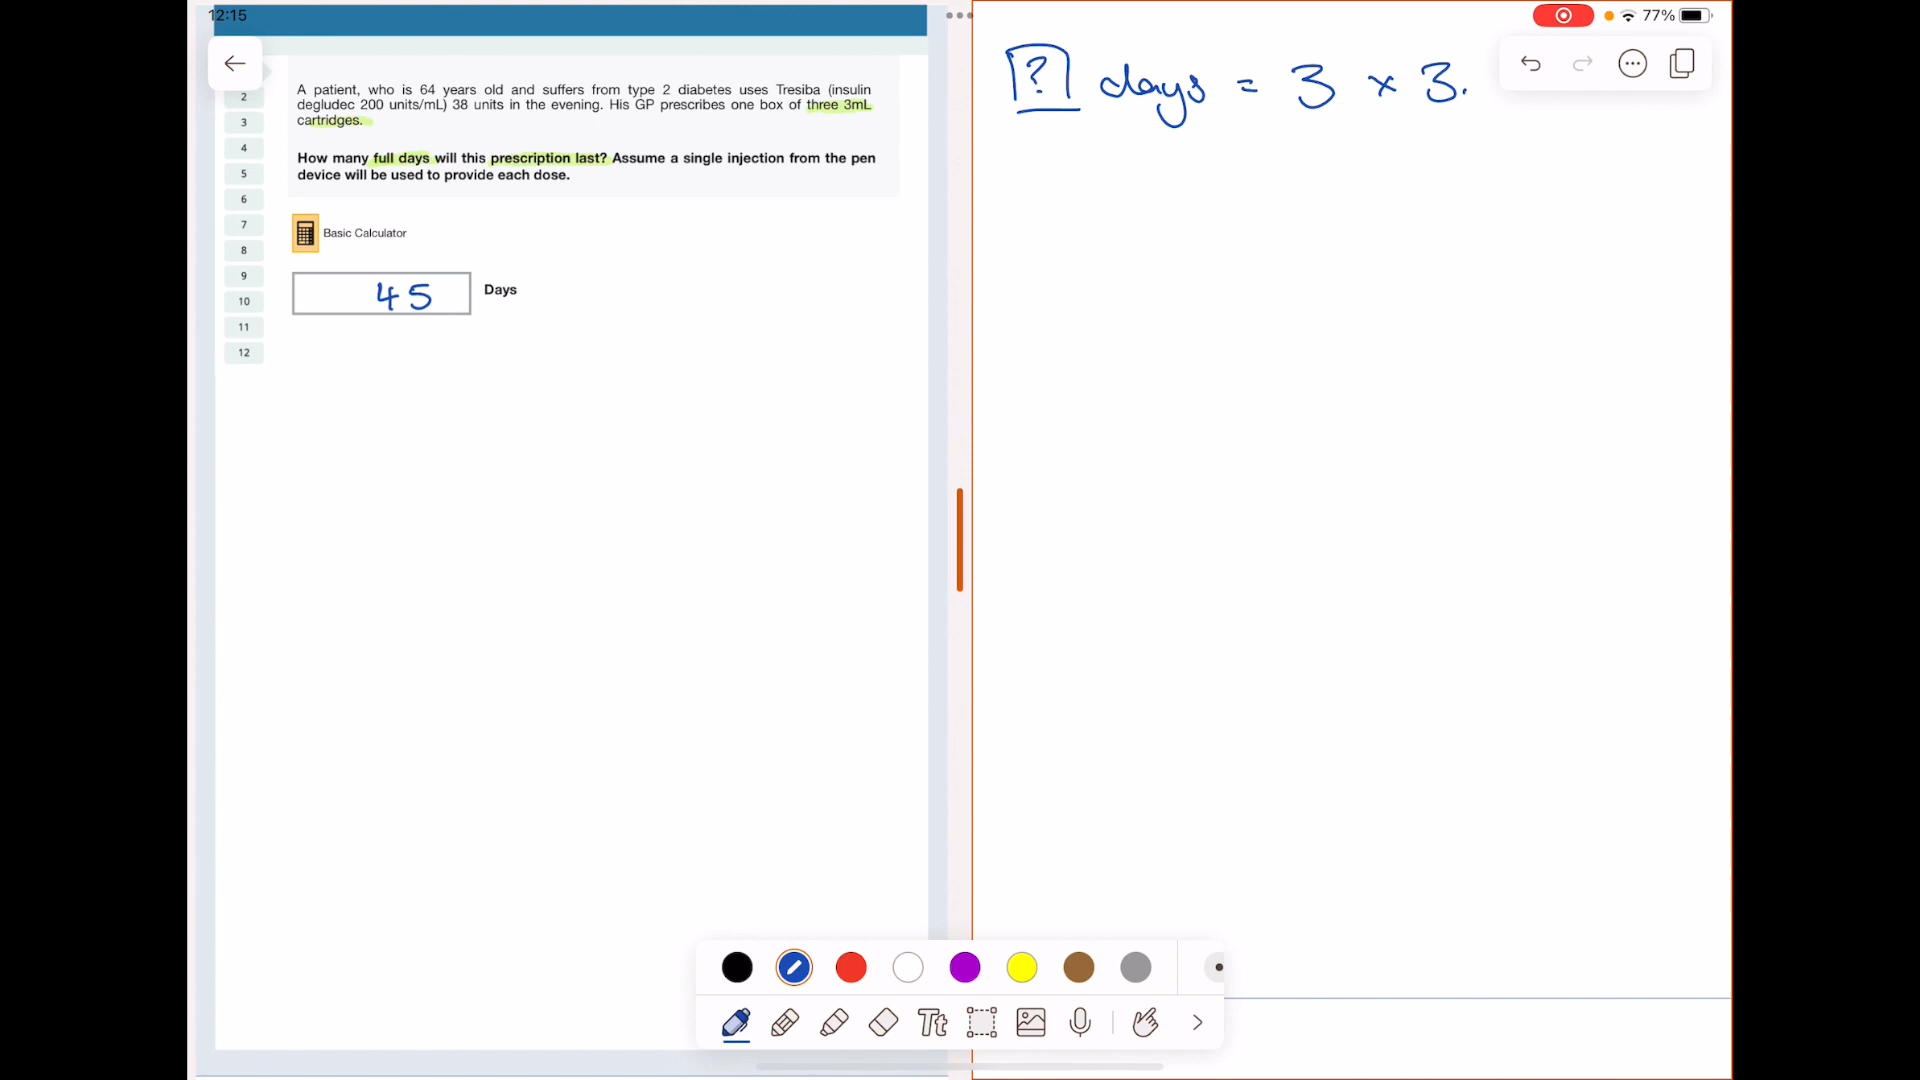 12:15
77%
2
3
4
5
6
7
8
9
10
11
12
A patient, who is 64 years old and suffers from type 2 diabetes uses Tresiba (insulin
degludec 200 units/mL) 38 units in the evening. His GP prescribes one box of three 3mL
cartridges.
How many full days will this prescription last? Assume a single injection from the pen
device will be used to provide each dose.
Basic Calculator
45
Days
? days = 3 × 3.
Tt